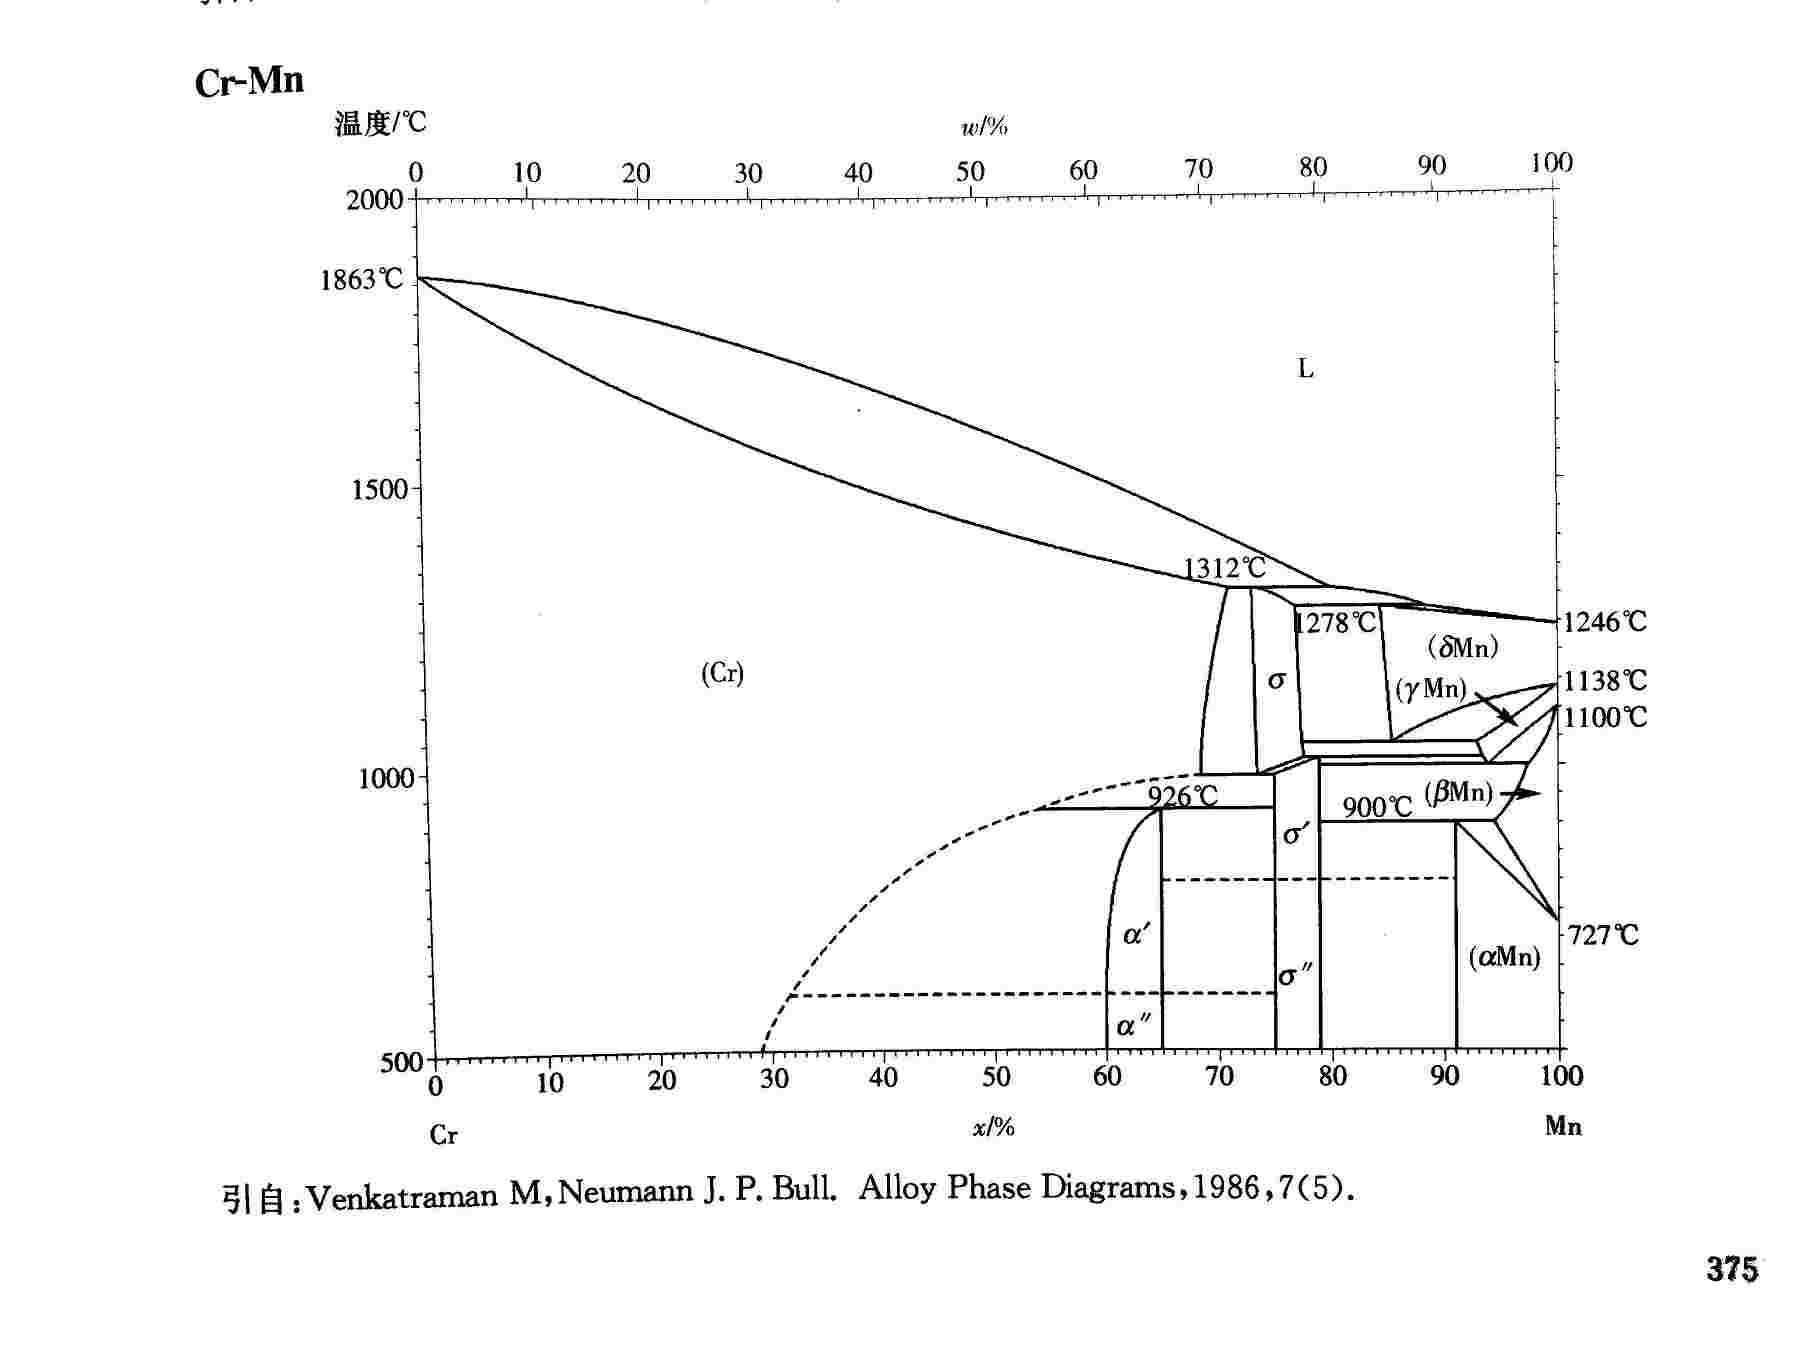 Cr-Mn
温度/℃
w/%
0 10 20 30 40 50 60 70 80 90 100
2000
1863℃
L
1500
1312℃
1278℃
1246℃
(δMn)
(Cr)
σ
(γMn)
1138℃
1100℃
1000
926℃
900℃
(βMn)
σ′
α′
727℃
(αMn)
σ″
α″
500
0 10 20 30 40 50 60 70 80 90 100
Cr
x/%
Mn
引自:Venkatraman M,Neumann J. P. Bull. Alloy Phase Diagrams,1986,7(5).
375